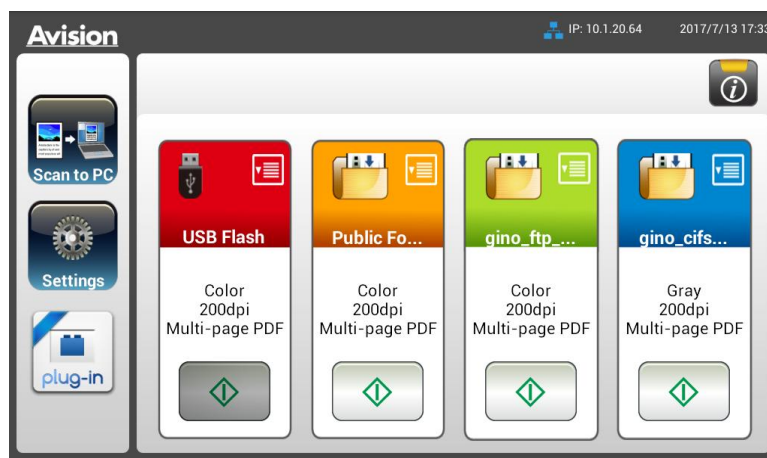 Avision
IP: 10.1.20.64
2017/7/13 17:33
Scan to PC
Settings
plug-in
USB Flash
Color
200dpi
Multi-page PDF
Public Fo...
Color
200dpi
Multi-page PDF
gino_ftp_...
Color
200dpi
Multi-page PDF
gino_cifs...
Gray
200dpi
Multi-page PDF